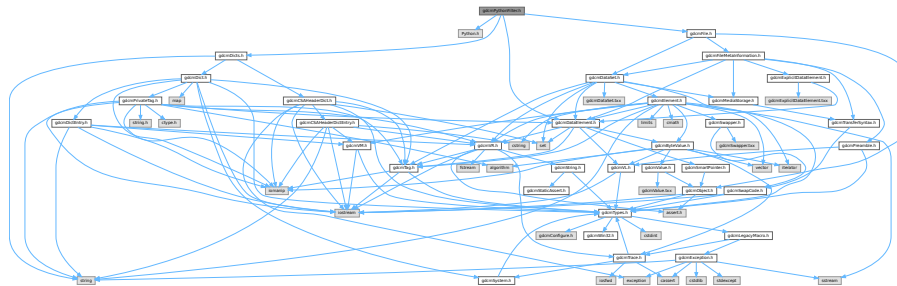 gdcmPythonFilter.h
Python.h
gdcmFile.h
gdcmDicts.h
gdcmFileMetaInformation.h
gdcmDict.h
gdcmDataSet.h
gdcmExplicitDataElement.h
gdcmPrivateTag.h
map
gdcmCSAHeaderDict.h
gdcmDataSet.txx
gdcmElement.h
gdcmMediaStorage.h
gdcmExplicitDataElement.txx
gdcmDictEntry.h
string.h
ctype.h
gdcmCSAHeaderDictEntry.h
gdcmDataElement.h
limits
cmath
gdcmSwapper.h
gdcmTransferSyntax.h
gdcmVM.h
gdcmVR.h
cstring
set
gdcmByteValue.h
gdcmSwapper.txx
gdcmPreamble.h
gdcmTag.h
fstream
algorithm
gdcmString.h
gdcmVL.h
gdcmValue.h
gdcmSmartPointer.h
vector
iterator
iomanip
gdcmStaticAssert.h
gdcmValue.txx
gdcmObject.h
gdcmSwapCode.h
iostream
gdcmTypes.h
assert.h
gdcmConfigure.h
gdcmWin32.h
cstdint
gdcmLegacyMacro.h
gdcmTrace.h
gdcmException.h
string
gdcmSystem.h
iosfwd
exception
cassert
cstdlib
stdexcept
sstream